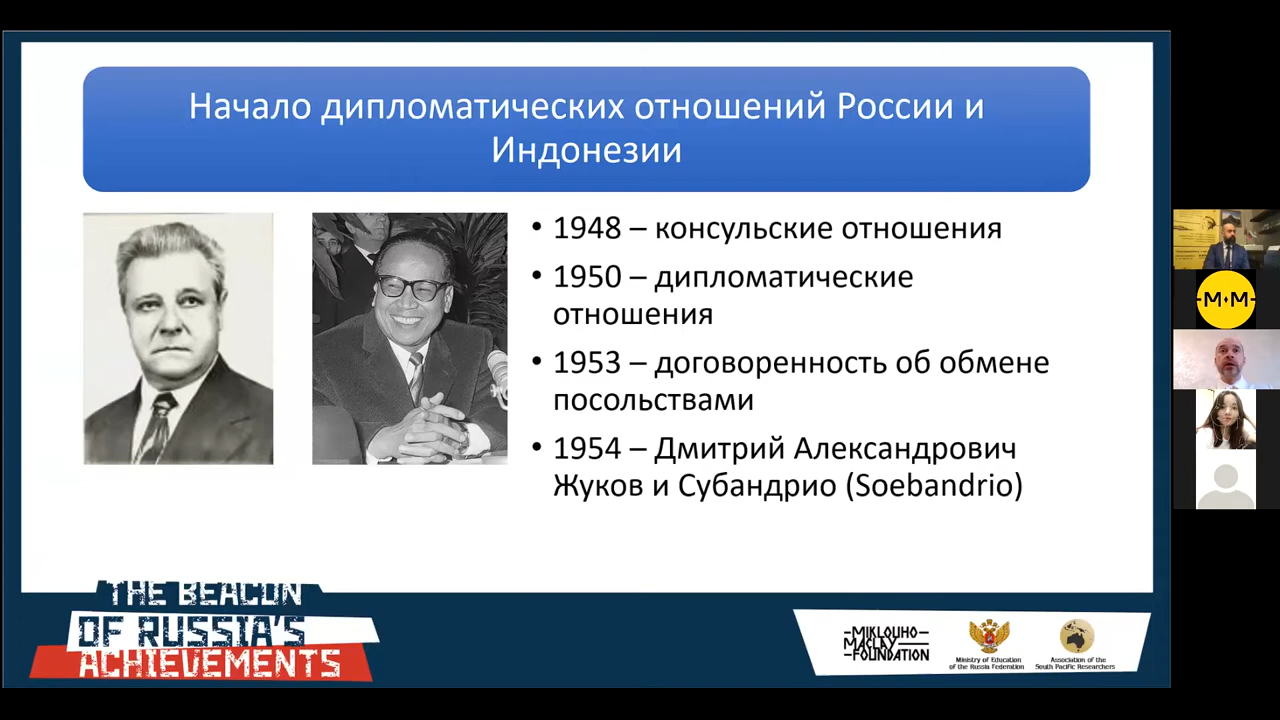 Начало дипломатических отношений России и
Индонезии
• 1948 – консульские отношения
• 1950 – дипломатические
отношения
• 1953 – договоренность об обмене
посольствами
• 1954 – Дмитрий Александрович
Жуков и Субандрио (Soebandrio)
THE BEACON
OF RUSSIA'S
ACHIEVEMENTS
–MIKLOUHO–
MACLAY–
–FOUNDATION
Ministry of Education
of the Russia Federation
Association of the
South Pacific Researchers
-M•M-